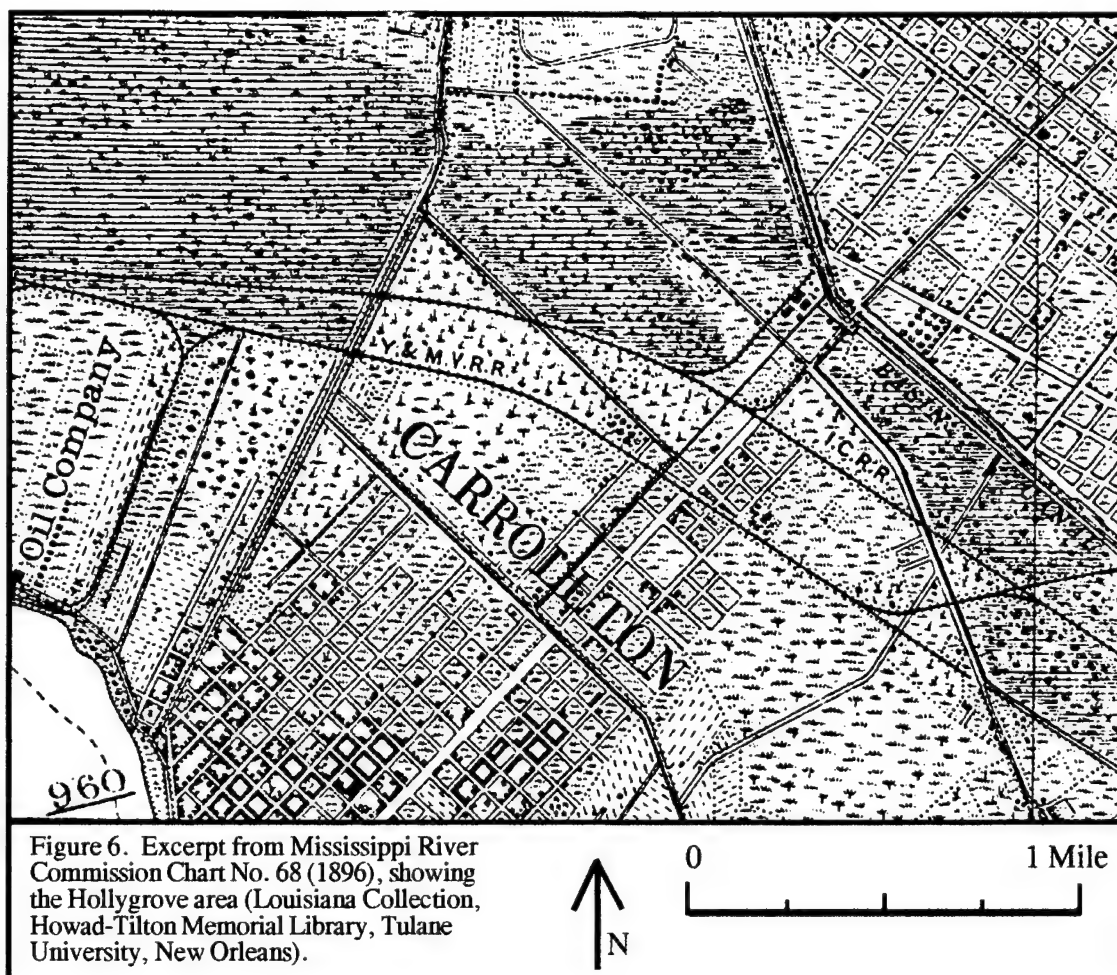 Y. & M.V.R.R.
CARROLLTON
I.C.R.R.
Oil Company
960
Figure 6. Excerpt from Mississippi River
Commission Chart No. 68 (1896), showing
the Hollygrove area (Louisiana Collection,
Howad-Tilton Memorial Library, Tulane
University, New Orleans).
N
0 1 Mile